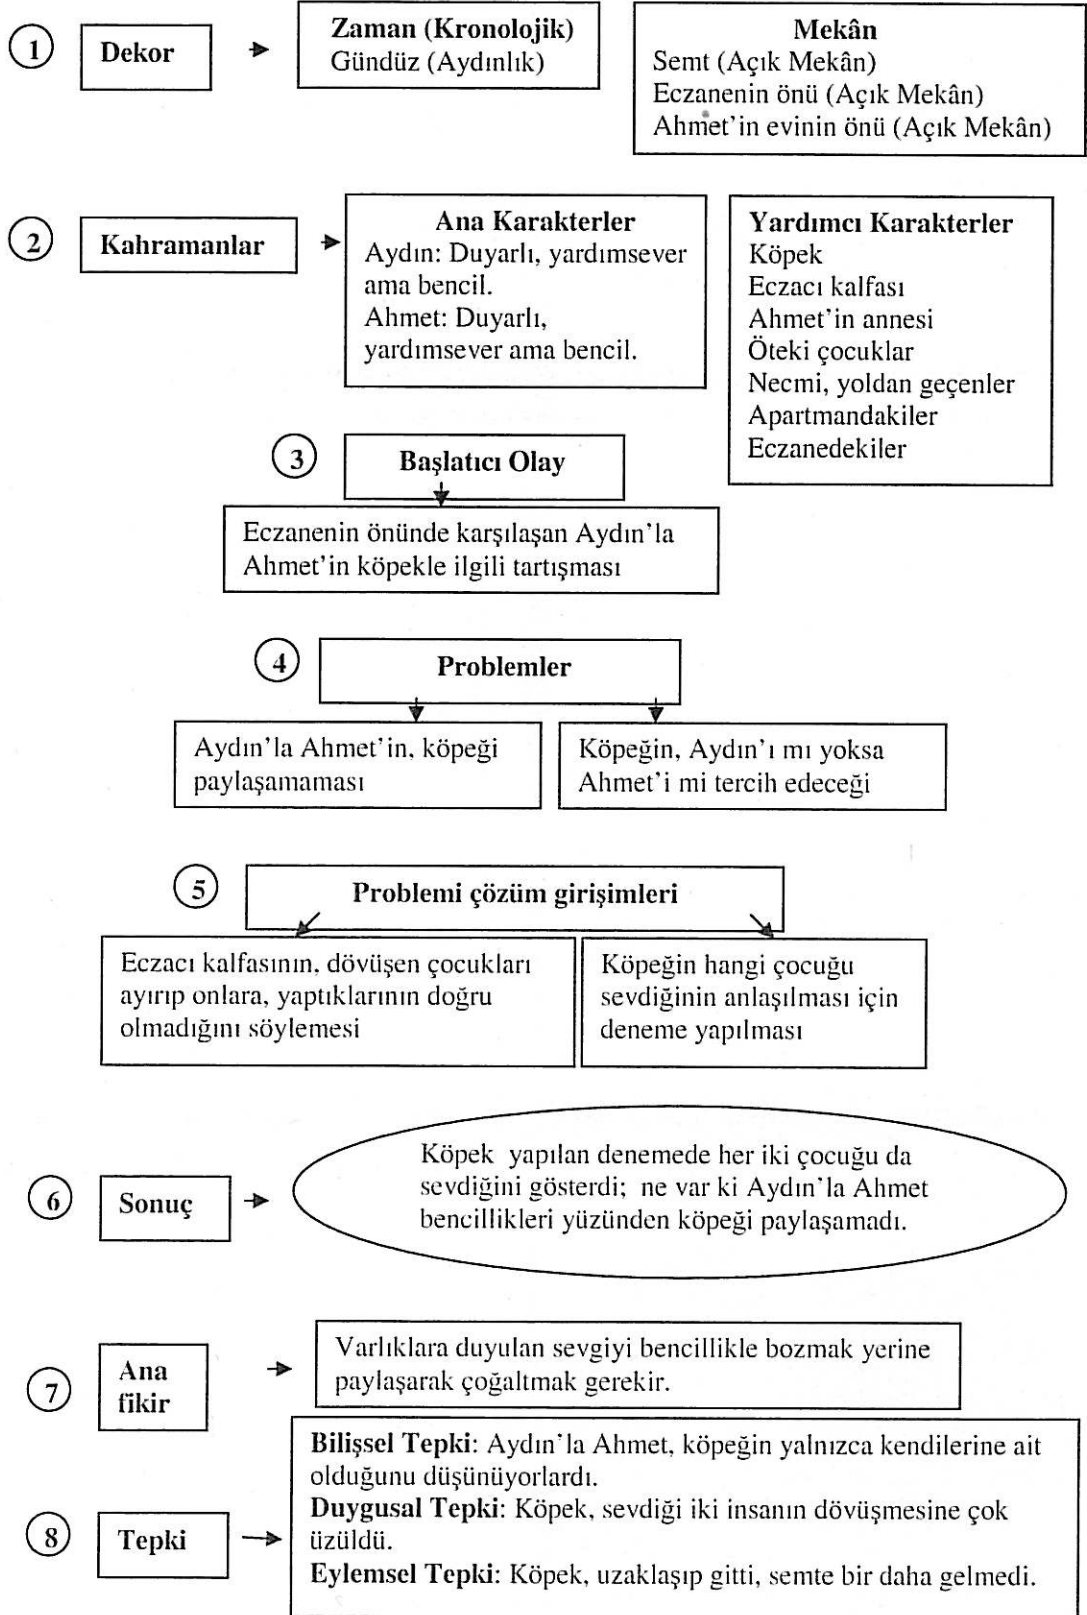 1
Dekor
Zaman (Kronolojik)
Gündüz (Aydınlık)
Mekân
Semt (Açık Mekân)
Eczanenin önü (Açık Mekân)
Ahmet'in evinin önü (Açık Mekân)
2
Kahramanlar
Ana Karakterler
Aydın: Duyarlı, yardımsever
ama bencil.
Ahmet: Duyarlı,
yardımsever ama bencil.
Yardımcı Karakterler
Köpek
Eczacı kalfası
Ahmet'in annesi
Öteki çocuklar
Necmi, yoldan geçenler
Apartmandakiler
Eczanedekiler
3
Başlatıcı Olay
Eczanenin önünde karşılaşan Aydın'la
Ahmet'in köpekle ilgili tartışması
4
Problemler
Aydın'la Ahmet'in, köpeği
paylaşamaması
Köpeğin, Aydın'ı mı yoksa
Ahmet'i mi tercih edeceği
5
Problemi çözüm girişimleri
Eczacı kalfasının, dövüşen çocukları
ayırıp onlara, yaptıklarının doğru
olmadığını söylemesi
Köpeğin hangi çocuğu
sevdiğinin anlaşılması için
deneme yapılması
6
Sonuç
Köpek yapılan denemede her iki çocuğu da
sevdiğini gösterdi; ne var ki Aydın'la Ahmet
bencillikleri yüzünden köpeği paylaşamadı.
7
Ana
fikir
Varlıklara duyulan sevgiyi bencillikle bozmak yerine
paylaşarak çoğaltmak gerekir.
8
Tepki
Bilişsel Tepki: Aydın'la Ahmet, köpeğin yalnızca kendilerine ait
olduğunu düşünüyorlardı.
Duygusal Tepki: Köpek, sevdiği iki insanın dövüşmesine çok
üzüldü.
Eylemsel Tepki: Köpek, uzaklaşıp gitti, semte bir daha gelmedi.